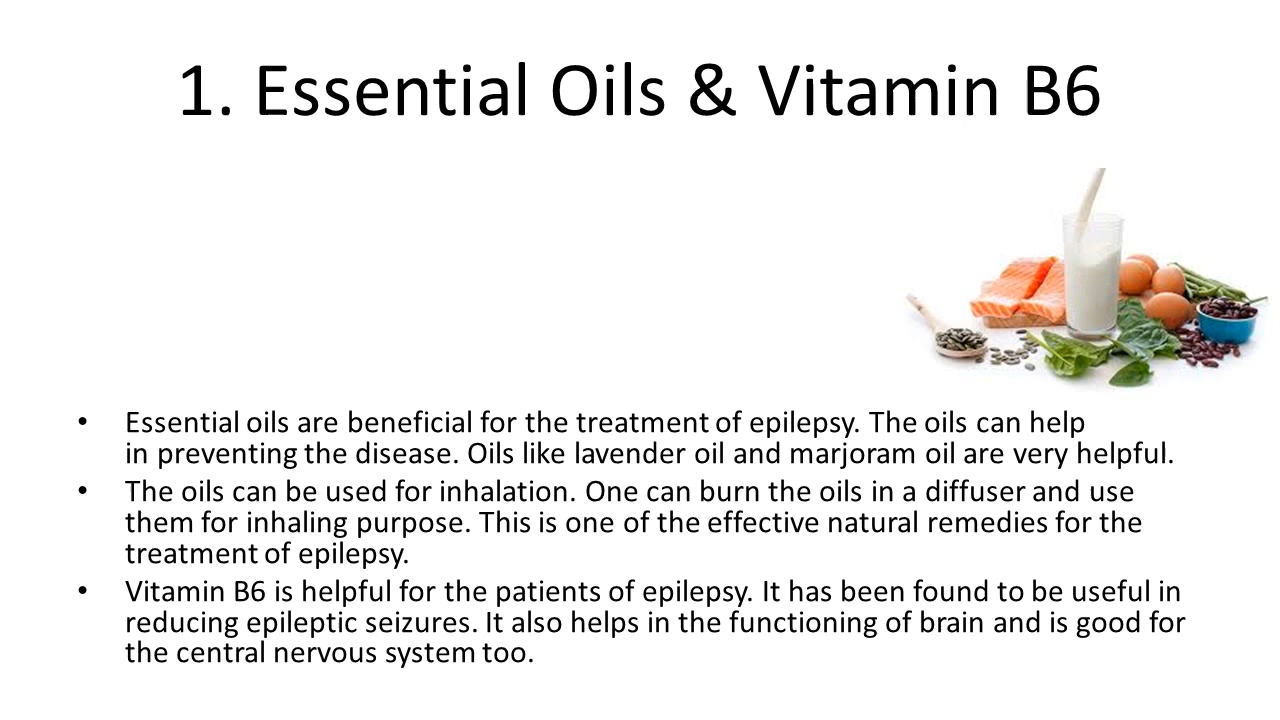 1. Essential Oils & Vitamin B6
• Essential oils are beneficial for the treatment of epilepsy. The oils can help
in preventing the disease. Oils like lavender oil and marjoram oil are very helpful.
• The oils can be used for inhalation. One can burn the oils in a diffuser and use
them for inhaling purpose. This is one of the effective natural remedies for the
treatment of epilepsy.
• Vitamin B6 is helpful for the patients of epilepsy. It has been found to be useful in
reducing epileptic seizures. It also helps in the functioning of brain and is good for
the central nervous system too.